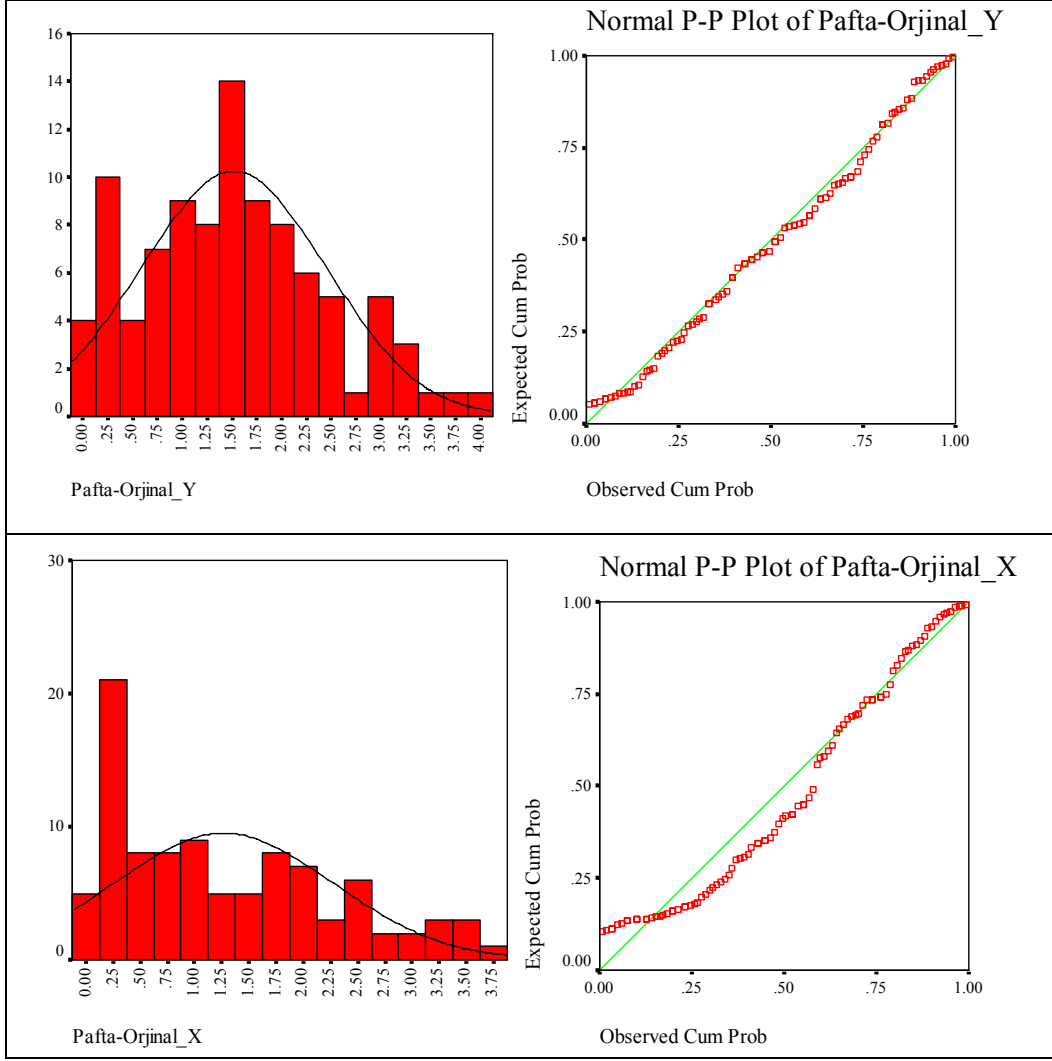 Normal P-P Plot of Pafta-Orjinal_Y
16
14
12
10
8
6
4
2
0
0.00 .25 .50 .75 1.00 1.25 1.50 1.75 2.00 2.25 2.50 2.75 3.00 3.25 3.50 3.75 4.00
Pafta-Orjinal_Y
Expected Cum Prob
1.00
.75
.50
.25
0.00
0.00 .25 .50 .75 1.00
Observed Cum Prob
Normal P-P Plot of Pafta-Orjinal_X
30
20
10
0
0.00 .25 .50 .75 1.00 1.25 1.50 1.75 2.00 2.25 2.50 2.75 3.00 3.25 3.50 3.75
Pafta-Orjinal_X
Expected Cum Prob
1.00
.75
.50
.25
0.00
0.00 .25 .50 .75 1.00
Observed Cum Prob